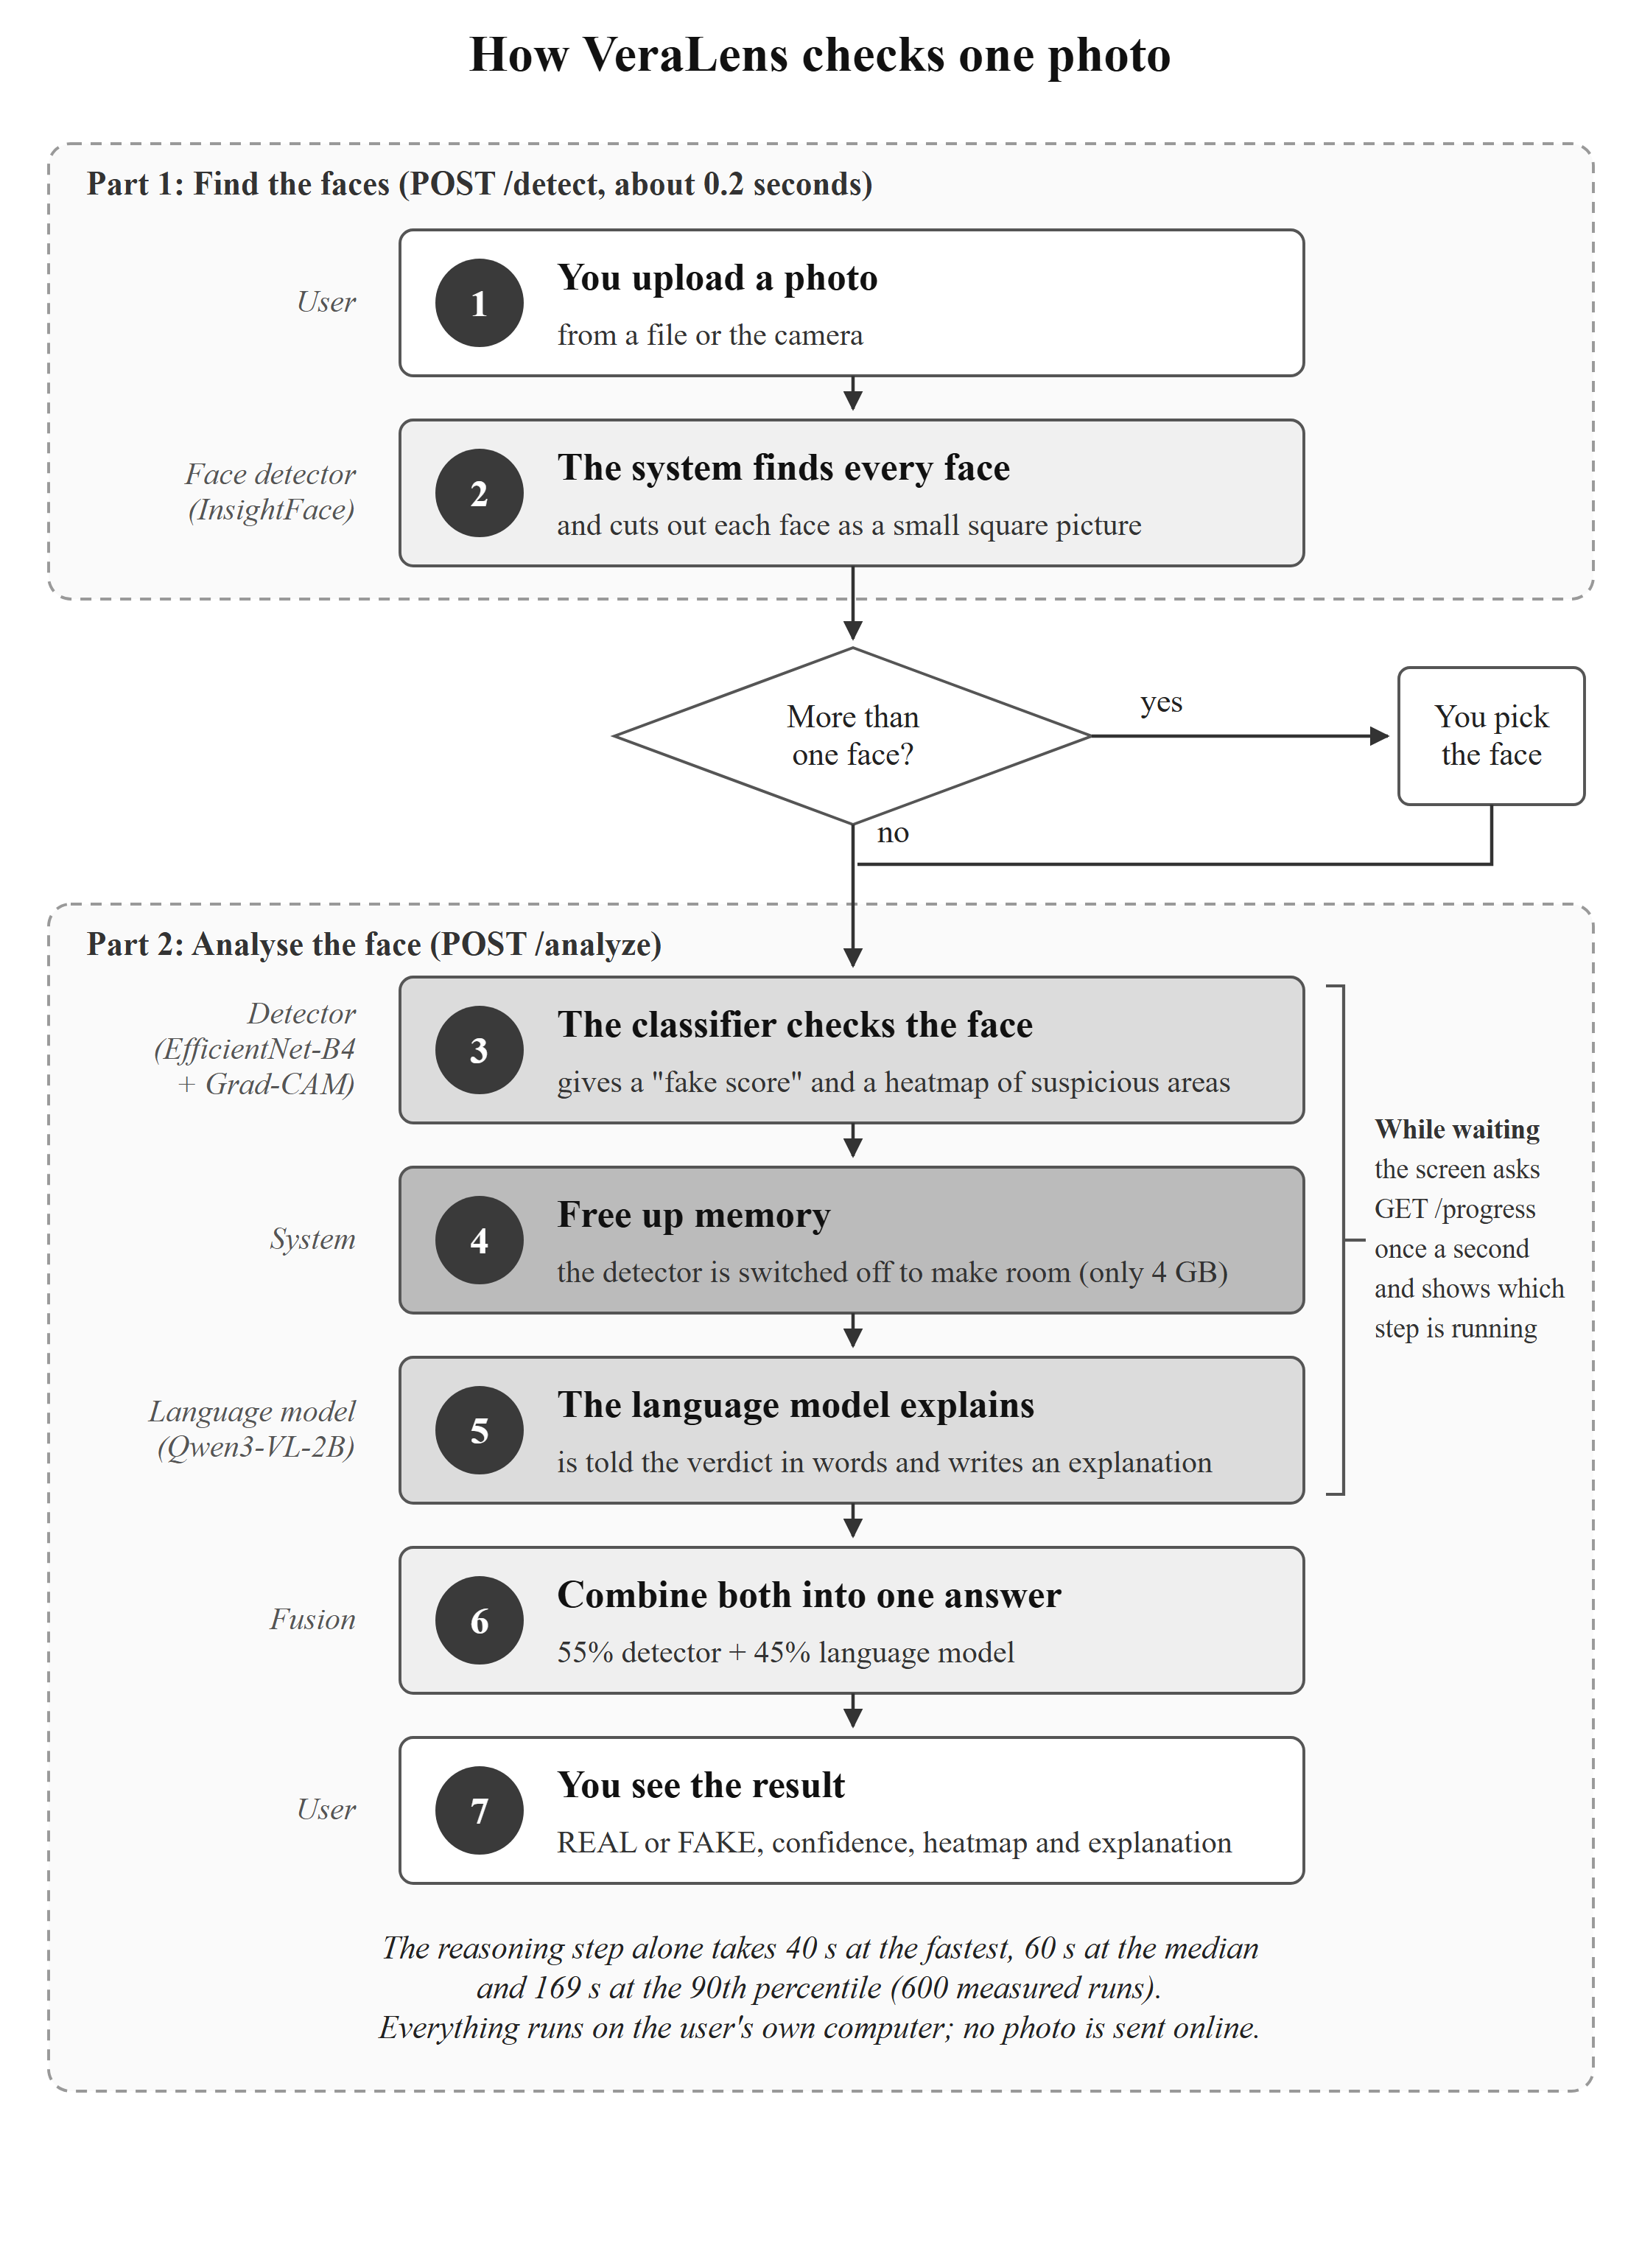 How VeraLens checks one photo
Part 1: Find the faces (POST /detect, about 0.2 seconds)
User
1
You upload a photo
from a file or the camera
Face detector
(InsightFace)
2
The system finds every face
and cuts out each face as a small square picture
More than
one face?
yes
You pick
the face
no
Part 2: Analyse the face (POST /analyze)
Detector
(EfficientNet-B4
+ Grad-CAM)
3
The classifier checks the face
gives a "fake score" and a heatmap of suspicious areas
System
4
Free up memory
the detector is switched off to make room (only 4 GB)
While waiting
the screen asks
GET /progress
once a second
and shows which
step is running
Language model
(Qwen3-VL-2B)
5
The language model explains
is told the verdict in words and writes an explanation
Fusion
6
Combine both into one answer
55% detector + 45% language model
User
7
You see the result
REAL or FAKE, confidence, heatmap and explanation
The reasoning step alone takes 40 s at the fastest, 60 s at the median
and 169 s at the 90th percentile (600 measured runs).
Everything runs on the user's own computer; no photo is sent online.